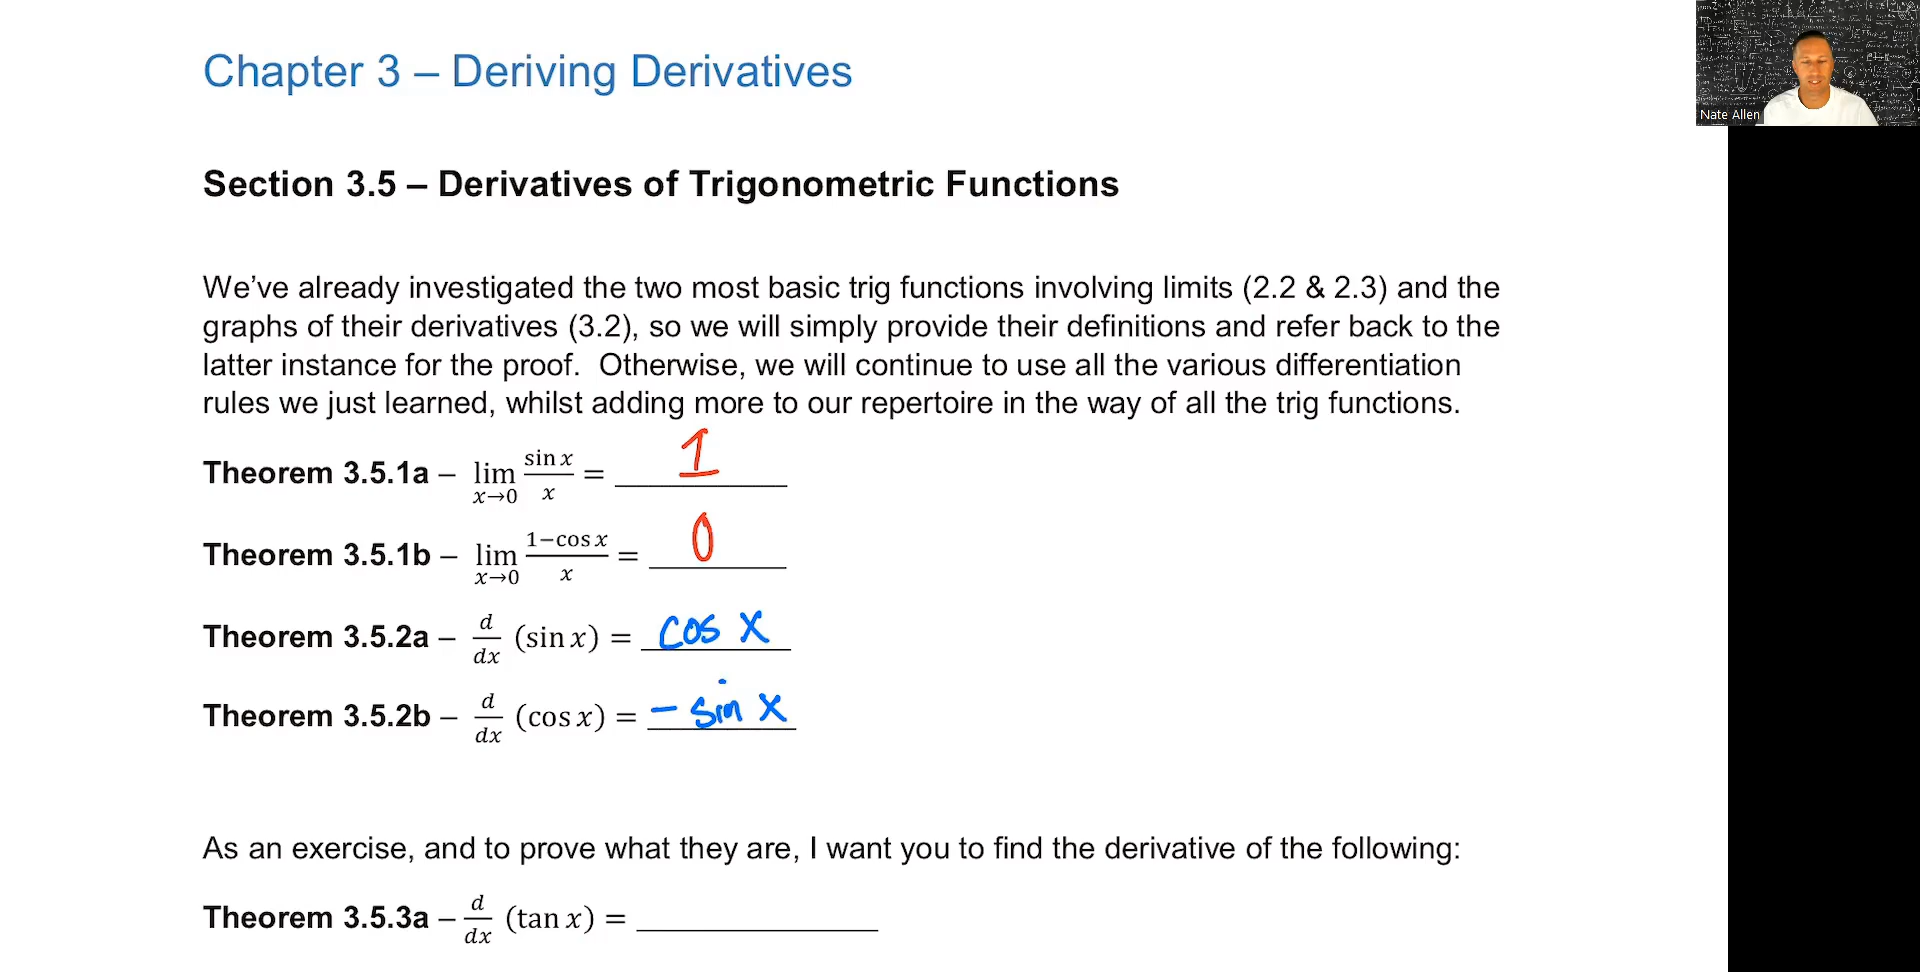 Chapter 3 – Deriving Derivatives
Nate Allen
Section 3.5 – Derivatives of Trigonometric Functions
We’ve already investigated the two most basic trig functions involving limits (2.2 & 2.3) and the
graphs of their derivatives (3.2), so we will simply provide their definitions and refer back to the
latter instance for the proof.  Otherwise, we will continue to use all the various differentiation
rules we just learned, whilst adding more to our repertoire in the way of all the trig functions.
Theorem 3.5.1a – lim x→0 sin x / x = 1
Theorem 3.5.1b – lim x→0 1−cos x / x = 0
Theorem 3.5.2a – d/dx (sin x) = cos x
Theorem 3.5.2b – d/dx (cos x) = – sin x
As an exercise, and to prove what they are, I want you to find the derivative of the following:
Theorem 3.5.3a – d/dx (tan x) = ______________